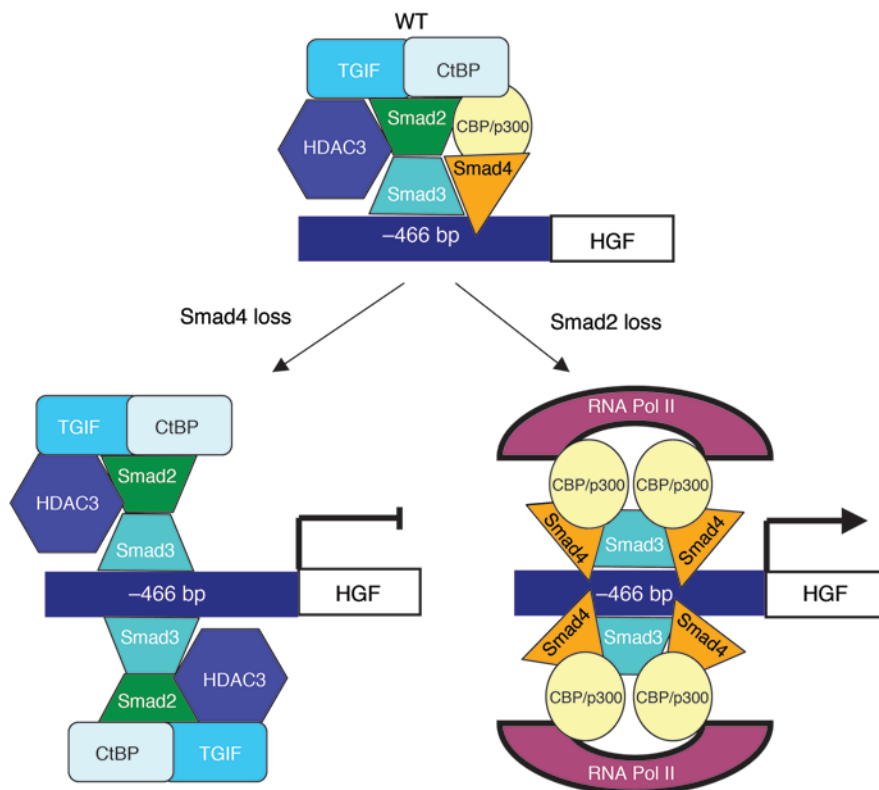 WT
TGIF CtBP
Smad2 CBP/p300
HDAC3
Smad4
Smad3
–466 bp HGF
Smad4 loss Smad2 loss
TGIF CtBP
Smad2
HDAC3
Smad3
–466 bp HGF
Smad3
HDAC3
Smad2
CtBP TGIF
RNA Pol II
CBP/p300 CBP/p300
Smad4 Smad3 Smad4
–466 bp HGF
Smad4 Smad3 Smad4
CBP/p300 CBP/p300
RNA Pol II